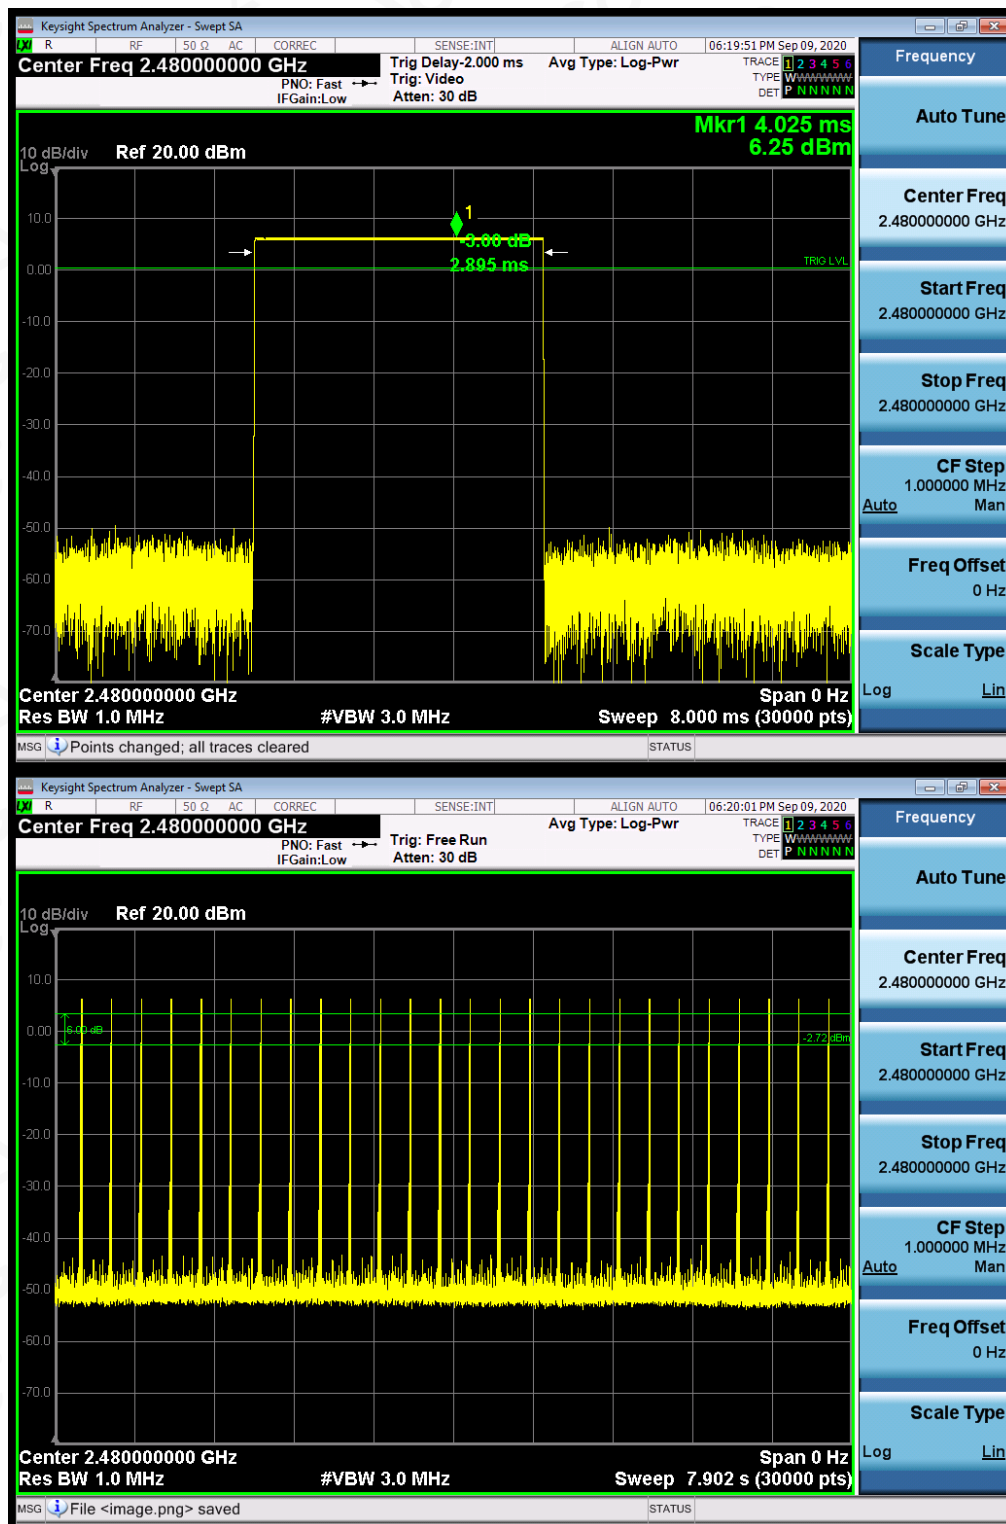 Keysight Spectrum Analyzer - Swept SA
LXI R RF 50 Ω AC CORREC SENSE:INT ALIGN AUTO 06:19:51 PM Sep 09, 2020
Center Freq 2.480000000 GHz
PNO: Fast
IFGain:Low
Trig Delay-2.000 ms
Trig: Video
Atten: 30 dB
Avg Type: Log-Pwr
TRACE 1 2 3 4 5 6
TYPE WWWWWW
DET P N N N N N
Mkr1 4.025 ms
6.25 dBm
10 dB/div Ref 20.00 dBm
Log
10.0
0.00
-10.0
-20.0
-30.0
-40.0
-50.0
-60.0
-70.0
1
-3.00 dB
2.895 ms
TRIG LVL
Center 2.480000000 GHz Span 0 Hz
Res BW 1.0 MHz #VBW 3.0 MHz Sweep 8.000 ms (30000 pts)
MSG Points changed; all traces cleared STATUS
Frequency
Auto Tune
Center Freq
2.480000000 GHz
Start Freq
2.480000000 GHz
Stop Freq
2.480000000 GHz
CF Step
1.000000 MHz
Auto Man
Freq Offset
0 Hz
Scale Type
Log Lin
Keysight Spectrum Analyzer - Swept SA
LXI R RF 50 Ω AC CORREC SENSE:INT ALIGN AUTO 06:20:01 PM Sep 09, 2020
Center Freq 2.480000000 GHz
PNO: Fast
IFGain:Low
Trig: Free Run
Atten: 30 dB
Avg Type: Log-Pwr
TRACE 1 2 3 4 5 6
TYPE WWWWWW
DET P N N N N N
10 dB/div Ref 20.00 dBm
Log
10.0
0.00
-10.0
-20.0
-30.0
-40.0
-50.0
-60.0
-70.0
6.00 dB
-2.72 dBm
Center 2.480000000 GHz Span 0 Hz
Res BW 1.0 MHz #VBW 3.0 MHz Sweep 7.902 s (30000 pts)
MSG File <image.png> saved STATUS
Frequency
Auto Tune
Center Freq
2.480000000 GHz
Start Freq
2.480000000 GHz
Stop Freq
2.480000000 GHz
CF Step
1.000000 MHz
Auto Man
Freq Offset
0 Hz
Scale Type
Log Lin